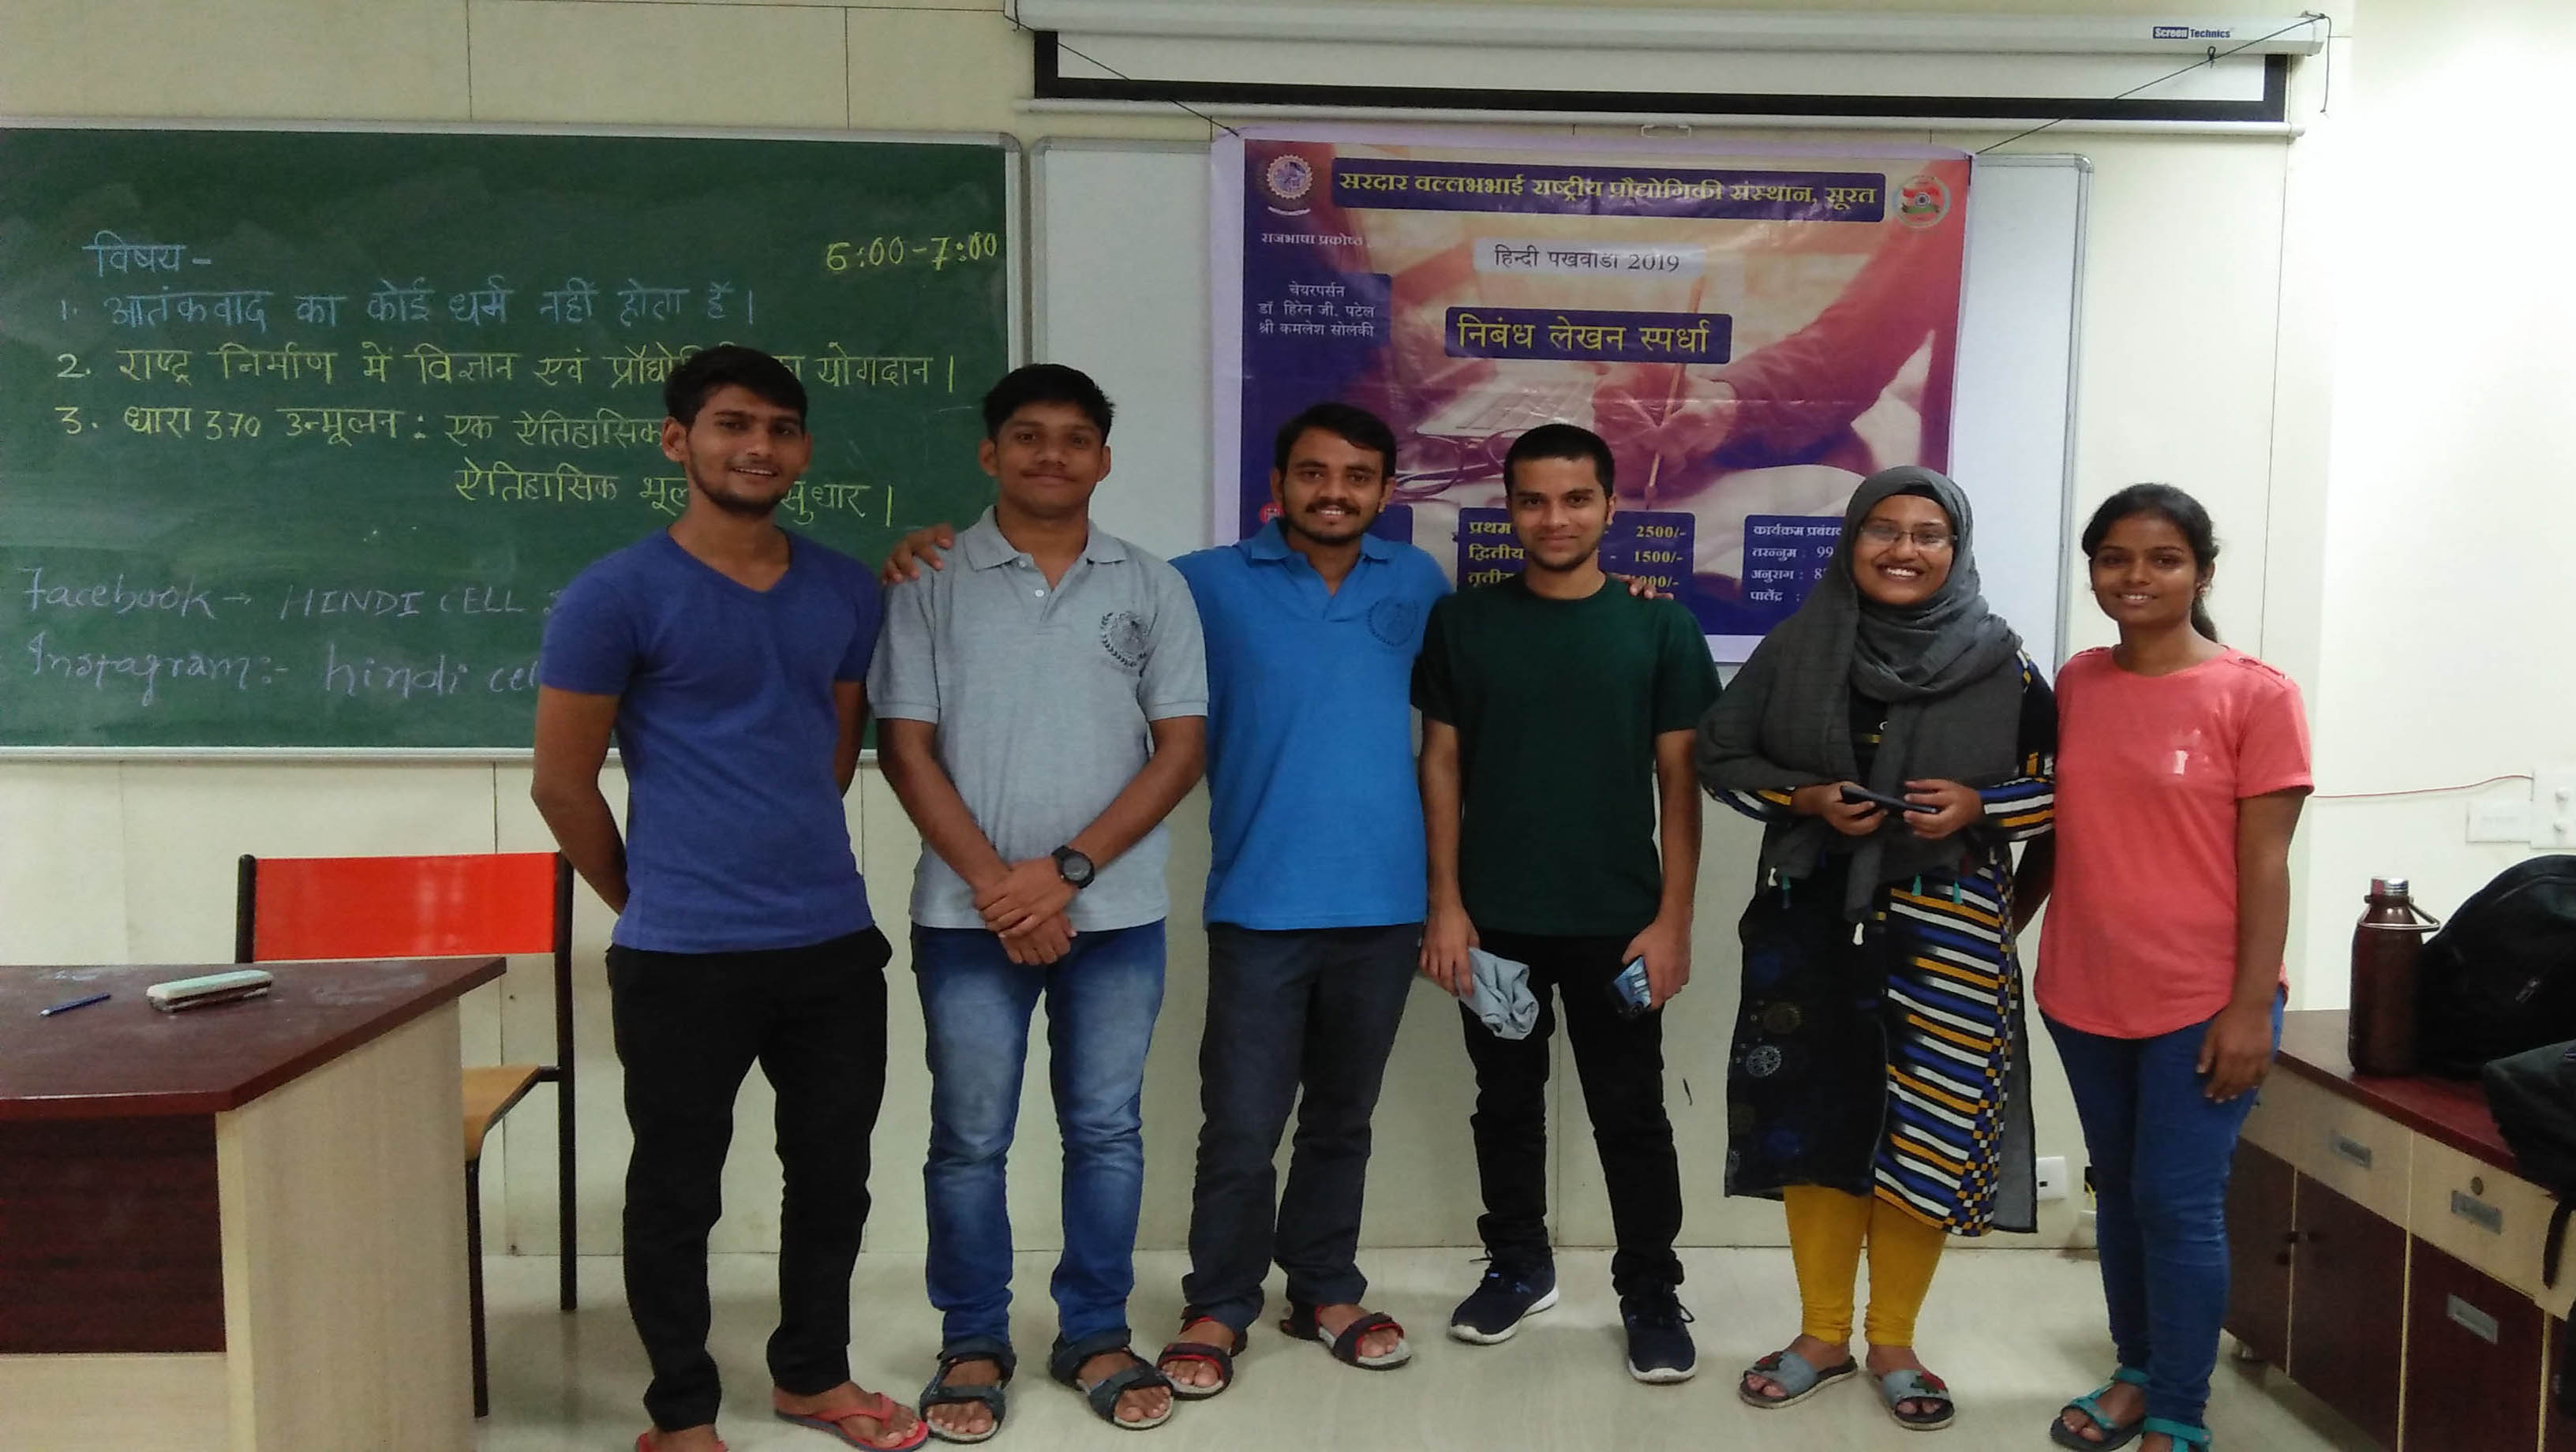 विषय -
6:00-7:00
1. आतंकवाद का कोई धर्म नहीं होता है।
2. राष्ट्र निर्माण में विज्ञान एवं योगदान।
3. धारा 370 उन्मूलन : एक ऐतिहासिक
ऐतिहासिक भूल सुधार।
Facebook → HINDI CELL
Instagram:- hindi cel
Screen Technics
सरदार वल्लभभाई राष्ट्रीय प्रौद्योगिकी संस्थान, सूरत
राजभाषा प्रकोष्ठ
हिन्दी पखवाडा 2019
चेयरपर्सन
डॉ हिरेन जी. पटेल
श्री कमलेश सोलंकी
निबंध लेखन स्पर्धा
प्रथम - 2500/-
द्वितीय - 1500/-
तृतीय 000/-
कार्यक्रम प्रबंधक
तरन्नुम : 99
अनुराग : 8
पालेंद्र :